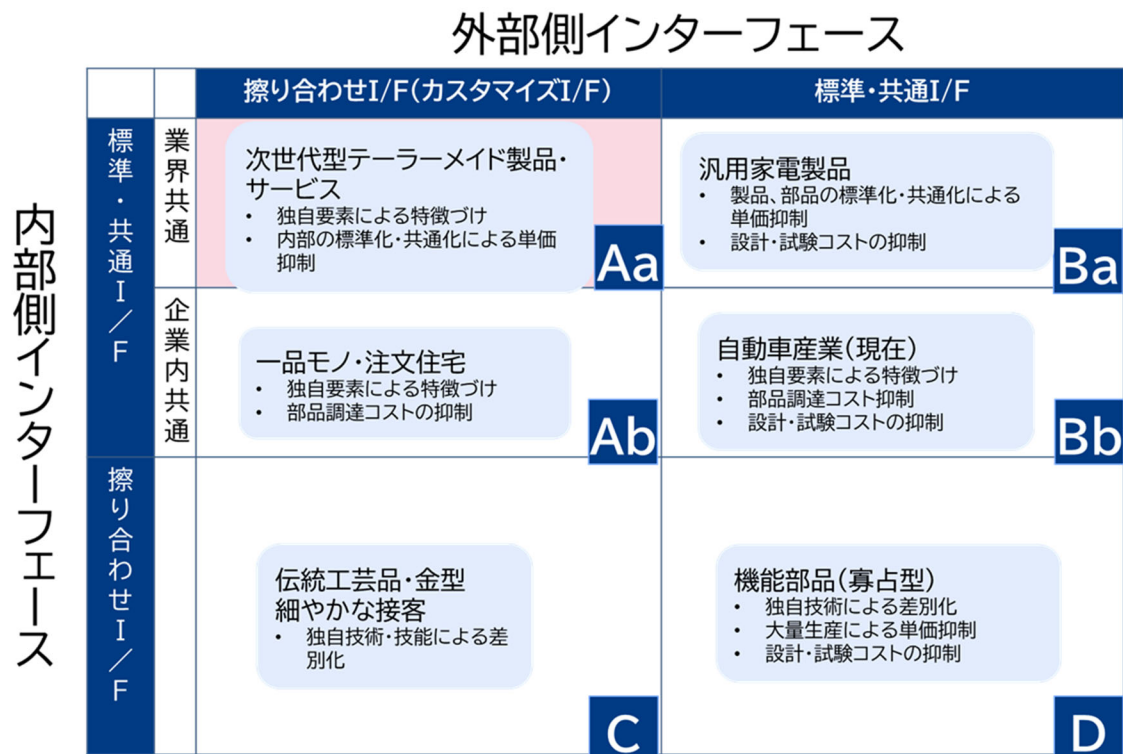 外部側インターフェース
内部側インターフェース
擦り合わせI/F(カスタマイズI/F)
標準・共通I/F
標準・共通I/F
業界共通
次世代型テーラーメイド製品・
サービス
• 独自要素による特徴づけ
• 内部の標準化・共通化による単価
抑制
Aa
汎用家電製品
• 製品、部品の標準化・共通化による
単価抑制
• 設計・試験コストの抑制
Ba
企業内共通
一品モノ・注文住宅
• 独自要素による特徴づけ
• 部品調達コストの抑制
Ab
自動車産業(現在)
• 独自要素による特徴づけ
• 部品調達コスト抑制
• 設計・試験コストの抑制
Bb
擦り合わせI/F
伝統工芸品・金型
細やかな接客
• 独自技術・技能による差
別化
C
機能部品(寡占型)
• 独自技術による差別化
• 大量生産による単価抑制
• 設計・試験コストの抑制
D